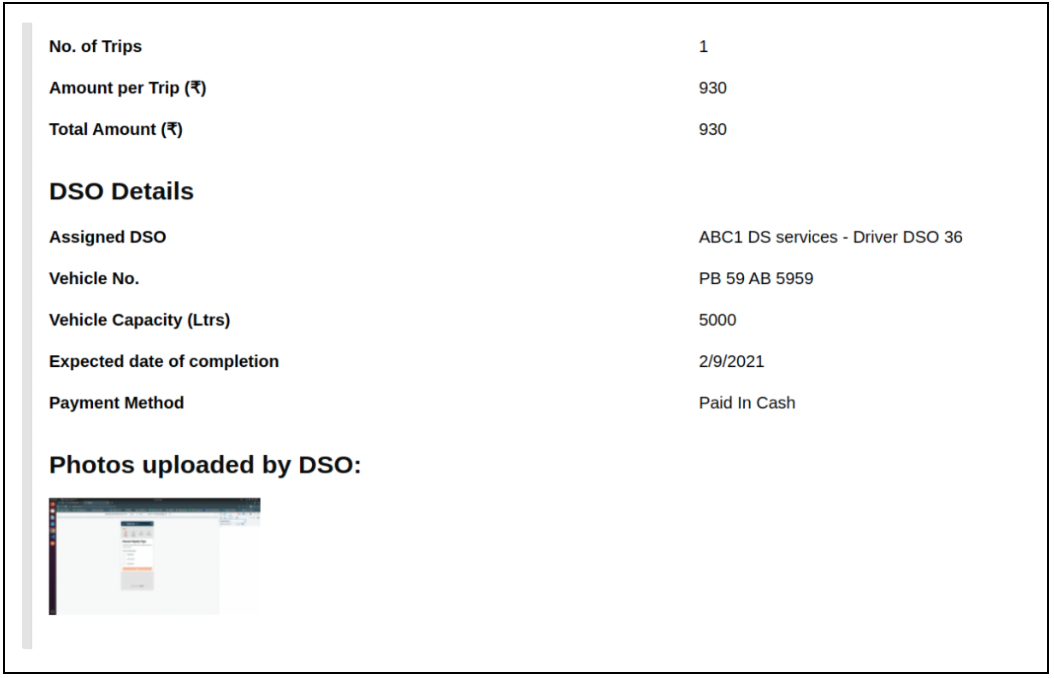 No. of Trips 1
Amount per Trip (₹) 930
Total Amount (₹) 930
DSO Details
Assigned DSO ABC1 DS services - Driver DSO 36
Vehicle No. PB 59 AB 5959
Vehicle Capacity (Ltrs) 5000
Expected date of completion 2/9/2021
Payment Method Paid In Cash
Photos uploaded by DSO: